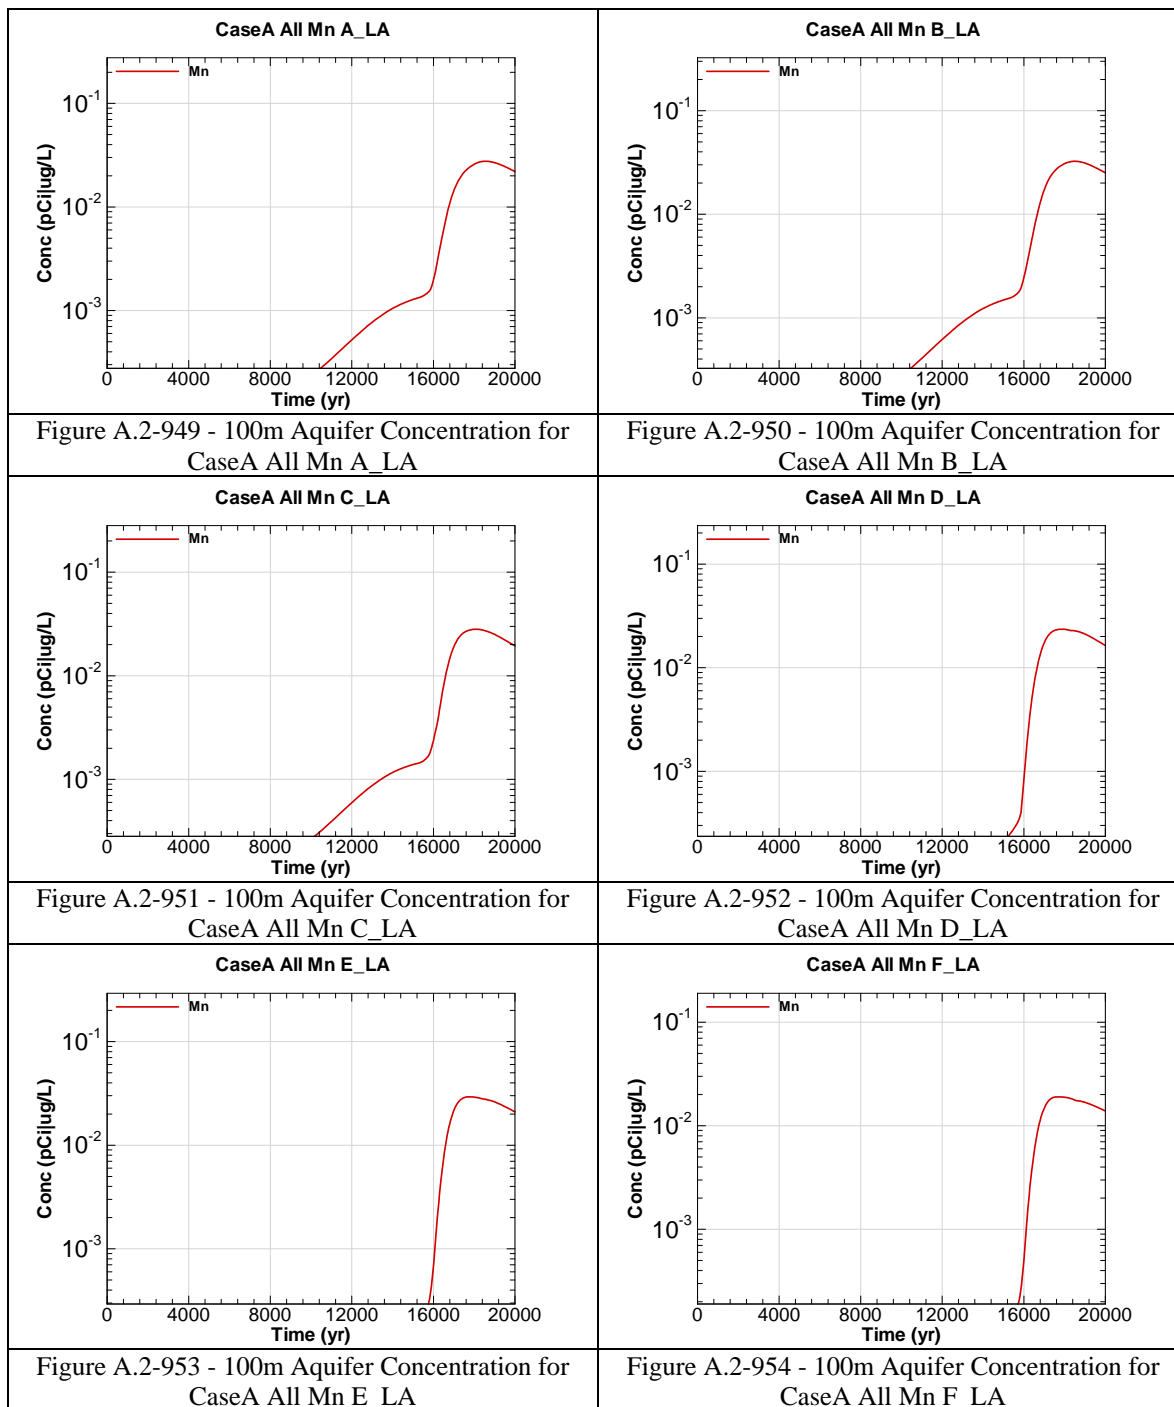 CaseA All Mn A_LA
Mn
10^-1
10^-2
10^-3
Conc (pCi|ug/L)
0 4000 8000 12000 16000 20000
Time (yr)
Figure A.2-949 - 100m Aquifer Concentration for
CaseA All Mn A_LA
CaseA All Mn B_LA
Mn
10^-1
10^-2
10^-3
Conc (pCi|ug/L)
0 4000 8000 12000 16000 20000
Time (yr)
Figure A.2-950 - 100m Aquifer Concentration for
CaseA All Mn B_LA
CaseA All Mn C_LA
Mn
10^-1
10^-2
10^-3
Conc (pCi|ug/L)
0 4000 8000 12000 16000 20000
Time (yr)
Figure A.2-951 - 100m Aquifer Concentration for
CaseA All Mn C_LA
CaseA All Mn D_LA
Mn
10^-1
10^-2
10^-3
Conc (pCi|ug/L)
0 4000 8000 12000 16000 20000
Time (yr)
Figure A.2-952 - 100m Aquifer Concentration for
CaseA All Mn D_LA
CaseA All Mn E_LA
Mn
10^-1
10^-2
10^-3
Conc (pCi|ug/L)
0 4000 8000 12000 16000 20000
Time (yr)
Figure A.2-953 - 100m Aquifer Concentration for
CaseA All Mn E_LA
CaseA All Mn F_LA
Mn
10^-1
10^-2
10^-3
Conc (pCi|ug/L)
0 4000 8000 12000 16000 20000
Time (yr)
Figure A.2-954 - 100m Aquifer Concentration for
CaseA All Mn F_LA